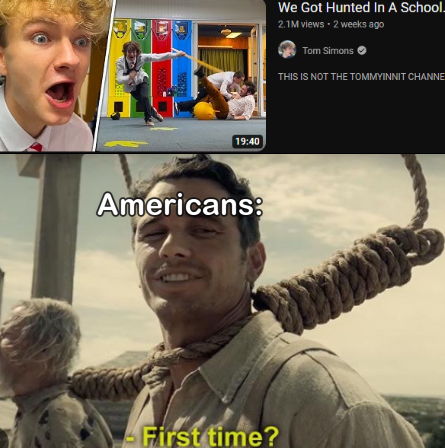 We Got Hunted In A School.
2.1M views • 2 weeks ago
Tom Simons
THIS IS NOT THE TOMMYINNIT CHANNE
19:40
Americans:
- First time?